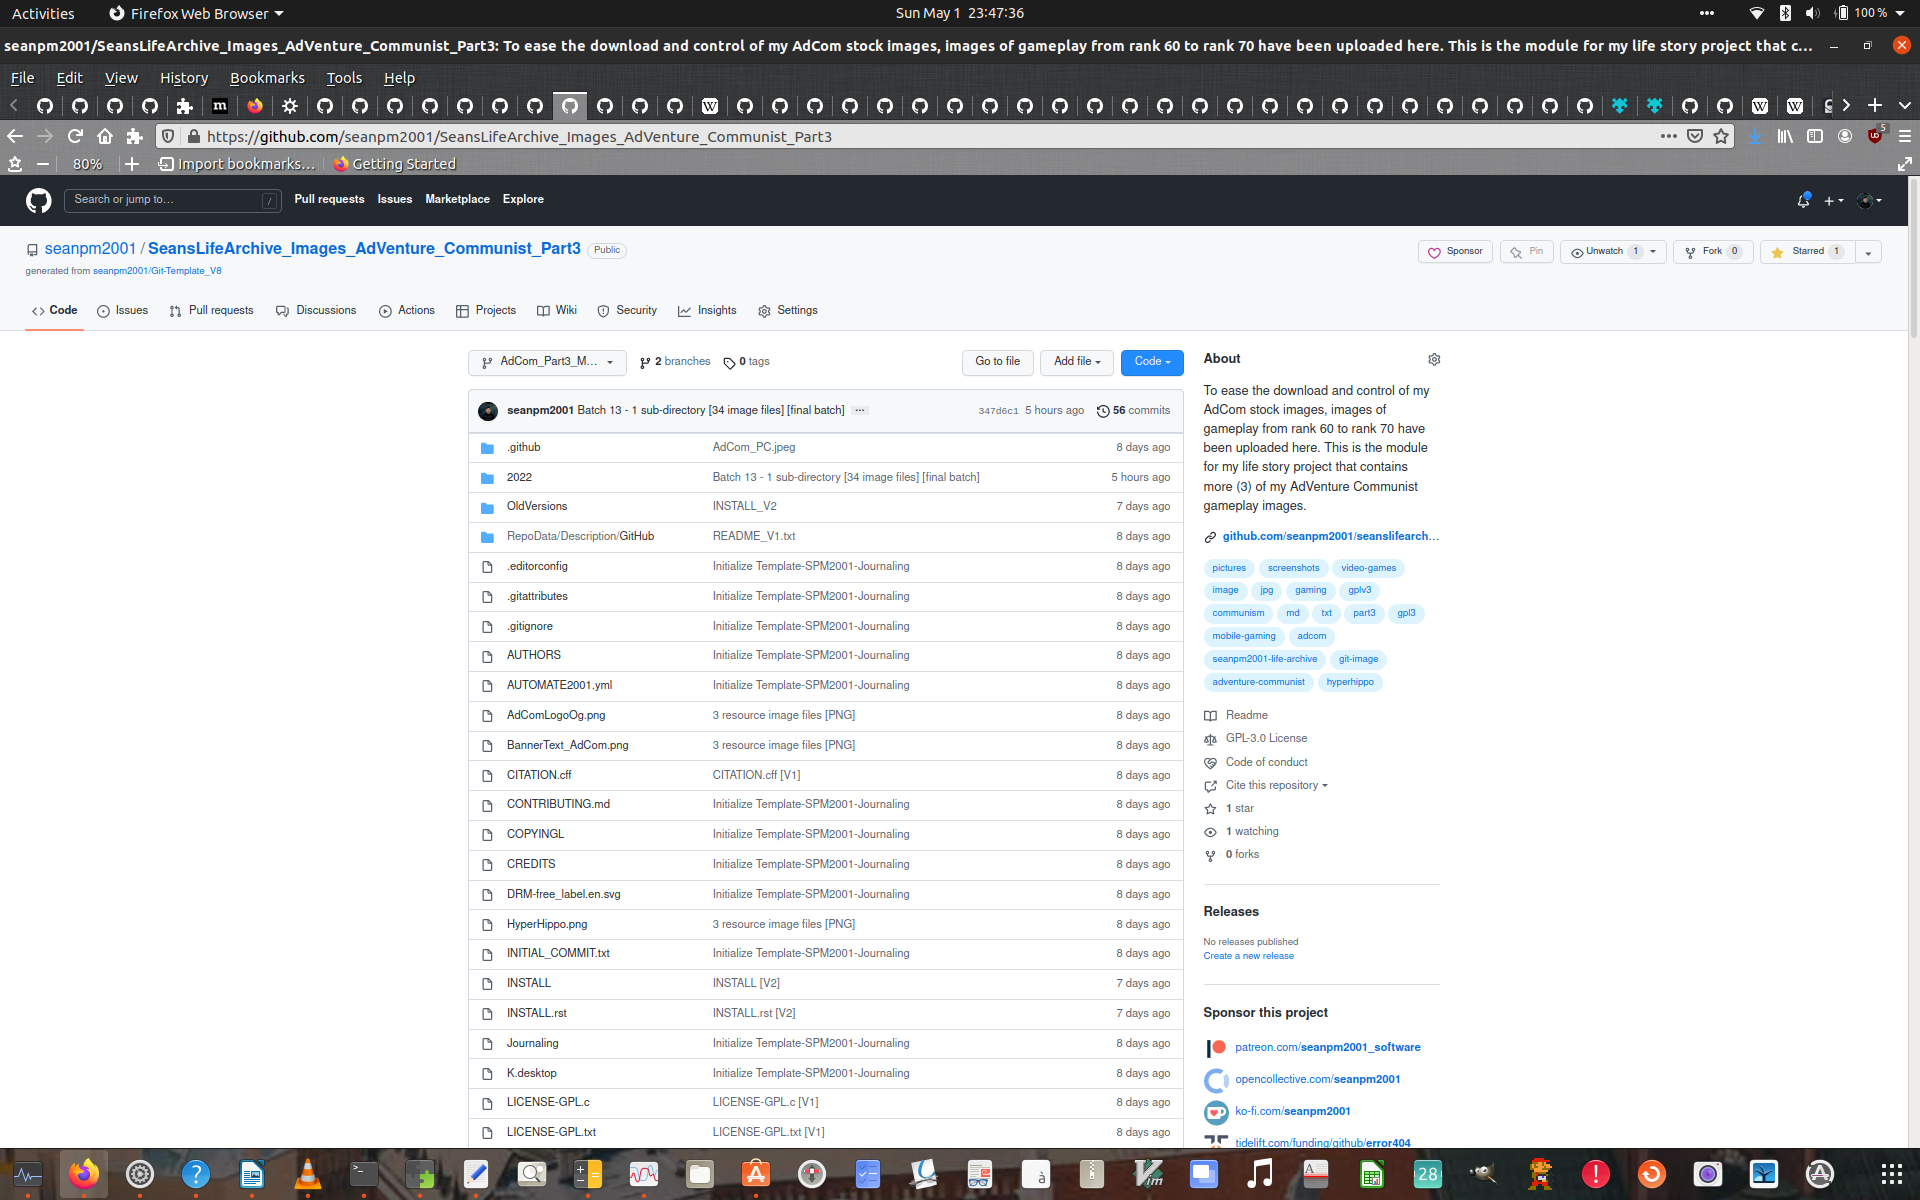 Activities
Firefox Web Browser
Sun May 1 23:47:36
100 %
seanpm2001/SeansLifeArchive_Images_AdVenture_Communist_Part3: To ease the download and control of my AdCom stock images, images of gameplay from rank 60 to rank 70 have been uploaded here. This is the module for my life story project that c…
File Edit View History Bookmarks Tools Help
https://github.com/seanpm2001/SeansLifeArchive_Images_AdVenture_Communist_Part3
5
80%
Import bookmarks…
Getting Started
Search or jump to…
/
Pull requests Issues Marketplace Explore
seanpm2001 / SeansLifeArchive_Images_AdVenture_Communist_Part3 Public
generated from seanpm2001/Git-Template_V8
Sponsor Pin Unwatch 1 Fork 0 Starred 1
Code Issues Pull requests Discussions Actions Projects Wiki Security Insights Settings
AdCom_Part3_M… 2 branches 0 tags Go to file Add file Code
seanpm2001 Batch 13 - 1 sub-directory [34 image files] [final batch] … 347d6c1 5 hours ago 56 commits
.github AdCom_PC.jpeg 8 days ago
2022 Batch 13 - 1 sub-directory [34 image files] [final batch] 5 hours ago
OldVersions INSTALL_V2 7 days ago
RepoData/Description/GitHub README_V1.txt 8 days ago
.editorconfig Initialize Template-SPM2001-Journaling 8 days ago
.gitattributes Initialize Template-SPM2001-Journaling 8 days ago
.gitignore Initialize Template-SPM2001-Journaling 8 days ago
AUTHORS Initialize Template-SPM2001-Journaling 8 days ago
AUTOMATE2001.yml Initialize Template-SPM2001-Journaling 8 days ago
AdComLogoOg.png 3 resource image files [PNG] 8 days ago
BannerText_AdCom.png 3 resource image files [PNG] 8 days ago
CITATION.cff CITATION.cff [V1] 8 days ago
CONTRIBUTING.md Initialize Template-SPM2001-Journaling 8 days ago
COPYINGL Initialize Template-SPM2001-Journaling 8 days ago
CREDITS Initialize Template-SPM2001-Journaling 8 days ago
DRM-free_label.en.svg Initialize Template-SPM2001-Journaling 8 days ago
HyperHippo.png 3 resource image files [PNG] 8 days ago
INITIAL_COMMIT.txt Initialize Template-SPM2001-Journaling 8 days ago
INSTALL INSTALL [V2] 7 days ago
INSTALL.rst INSTALL.rst [V2] 7 days ago
Journaling Initialize Template-SPM2001-Journaling 8 days ago
K.desktop Initialize Template-SPM2001-Journaling 8 days ago
LICENSE-GPL.c LICENSE-GPL.c [V1] 8 days ago
LICENSE-GPL.txt LICENSE-GPL.txt [V1] 8 days ago
About
To ease the download and control of my
AdCom stock images, images of
gameplay from rank 60 to rank 70 have
been uploaded here. This is the module
for my life story project that contains
more (3) of my AdVenture Communist
gameplay images.
github.com/seanpm2001/seanslifearch…
pictures screenshots video-games
image jpg gaming gplv3
communism md txt part3 gpl3
mobile-gaming adcom
seanpm2001-life-archive git-image
adventure-communist hyperhippo
Readme
GPL-3.0 License
Code of conduct
Cite this repository
1 star
1 watching
0 forks
Releases
No releases published
Create a new release
Sponsor this project
patreon.com/seanpm2001_software
opencollective.com/seanpm2001
ko-fi.com/seanpm2001
tidelift.com/funding/github/error404
28